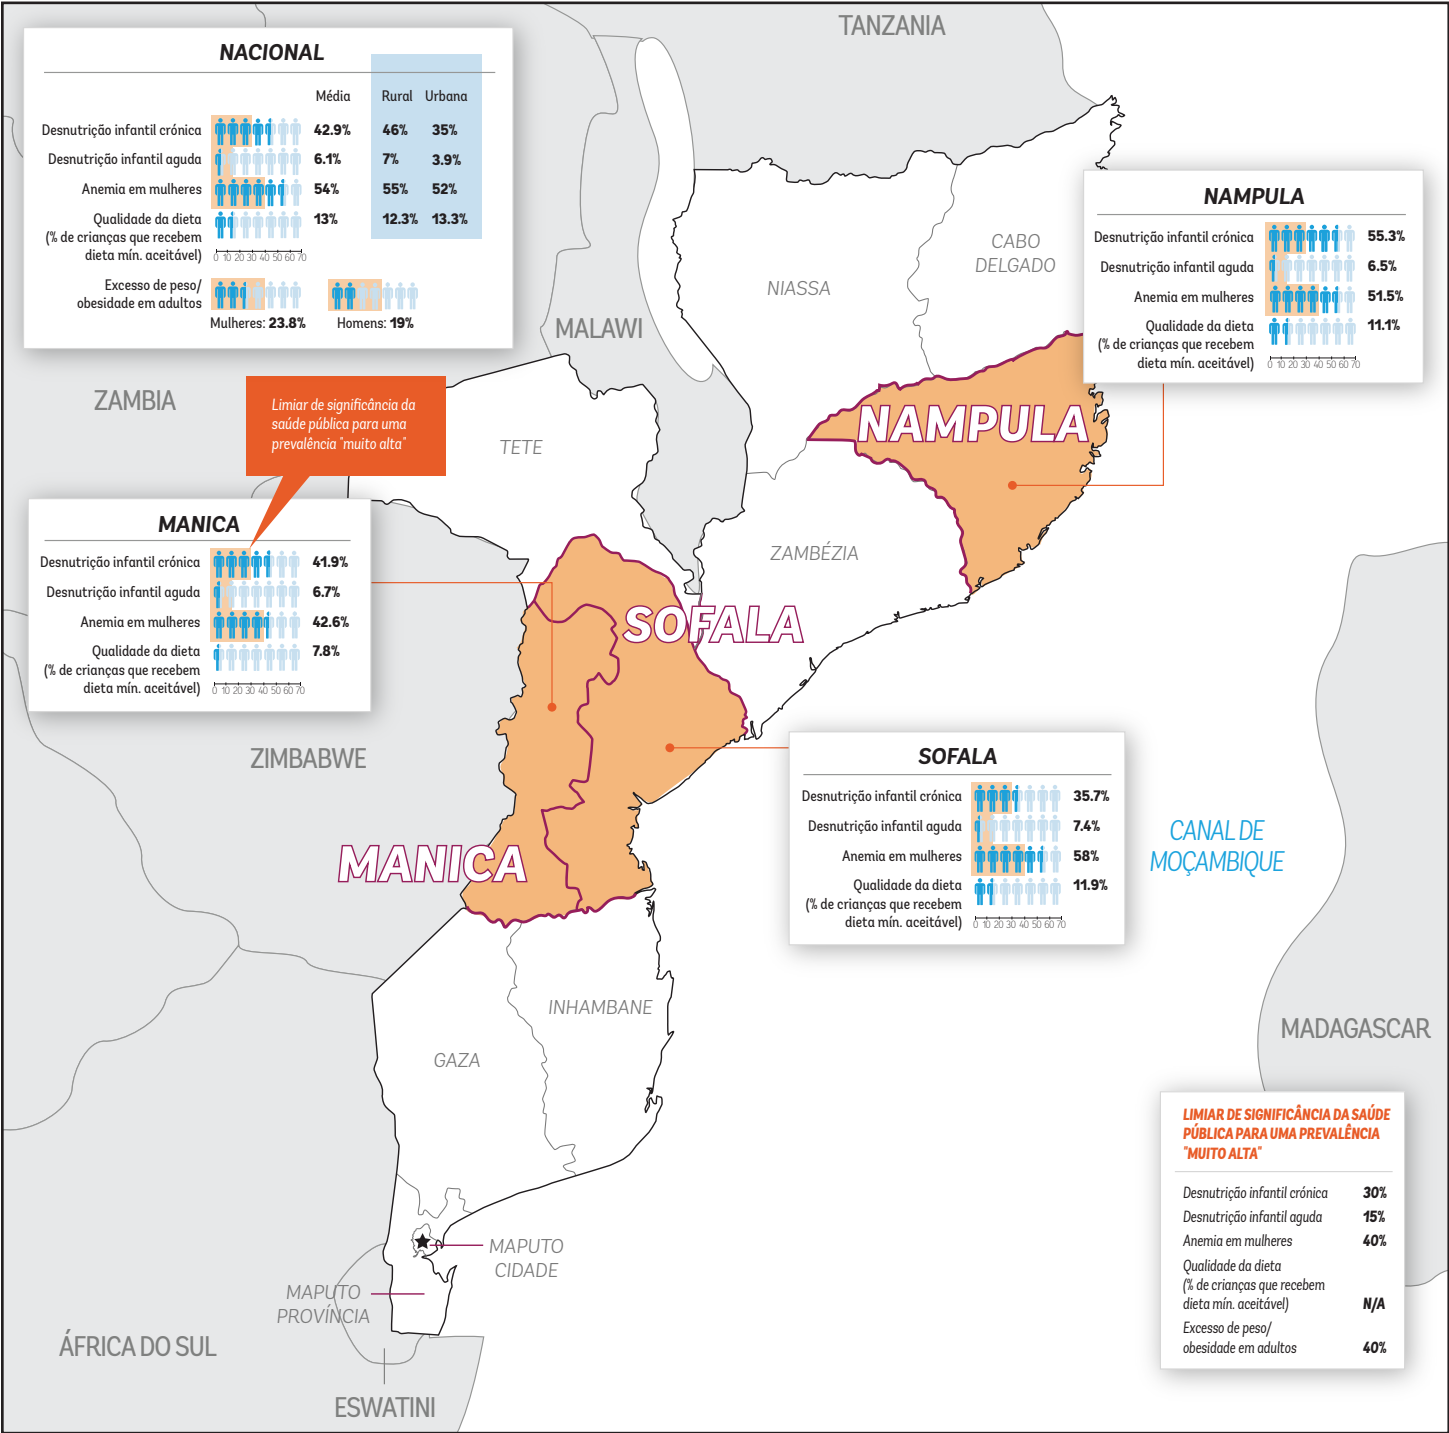 TANZANIA
NACIONAL
Média Rural Urbana
Desnutrição infantil crónica 42.9% 46% 35%
Desnutrição infantil aguda 6.1% 7% 3.9%
Anemia em mulheres 54% 55% 52%
Qualidade da dieta 13% 12.3% 13.3%
(% de crianças que recebem
dieta mín. aceitável)
0 10 20 30 40 50 60 70
Excesso de peso/
obesidade em adultos
Mulheres: 23.8% Homens: 19%
NAMPULA
Desnutrição infantil crónica 55.3%
Desnutrição infantil aguda 6.5%
Anemia em mulheres 51.5%
Qualidade da dieta 11.1%
(% de crianças que recebem
dieta mín. aceitável)
0 10 20 30 40 50 60 70
CABO
DELGADO
NIASSA
MALAWI
ZAMBIA
Limiar de significância da
saúde pública para uma
prevalência "muito alta"
NAMPULA
TETE
MANICA
Desnutrição infantil crónica 41.9%
Desnutrição infantil aguda 6.7%
Anemia em mulheres 42.6%
Qualidade da dieta 7.8%
(% de crianças que recebem
dieta mín. aceitável)
0 10 20 30 40 50 60 70
ZAMBÉZIA
SOFALA
ZIMBABWE
SOFALA
Desnutrição infantil crónica 35.7%
Desnutrição infantil aguda 7.4%
Anemia em mulheres 58%
Qualidade da dieta 11.9%
(% de crianças que recebem
dieta mín. aceitável)
0 10 20 30 40 50 60 70
CANAL DE
MOÇAMBIQUE
MANICA
INHAMBANE
GAZA
MADAGASCAR
LIMIAR DE SIGNIFICÂNCIA DA SAÚDE
PÚBLICA PARA UMA PREVALÊNCIA
"MUITO ALTA"
Desnutrição infantil crónica 30%
Desnutrição infantil aguda 15%
Anemia em mulheres 40%
Qualidade da dieta
(% de crianças que recebem
dieta mín. aceitável) N/A
Excesso de peso/
obesidade em adultos 40%
MAPUTO
CIDADE
MAPUTO
PROVÍNCIA
ÁFRICA DO SUL
ESWATINI